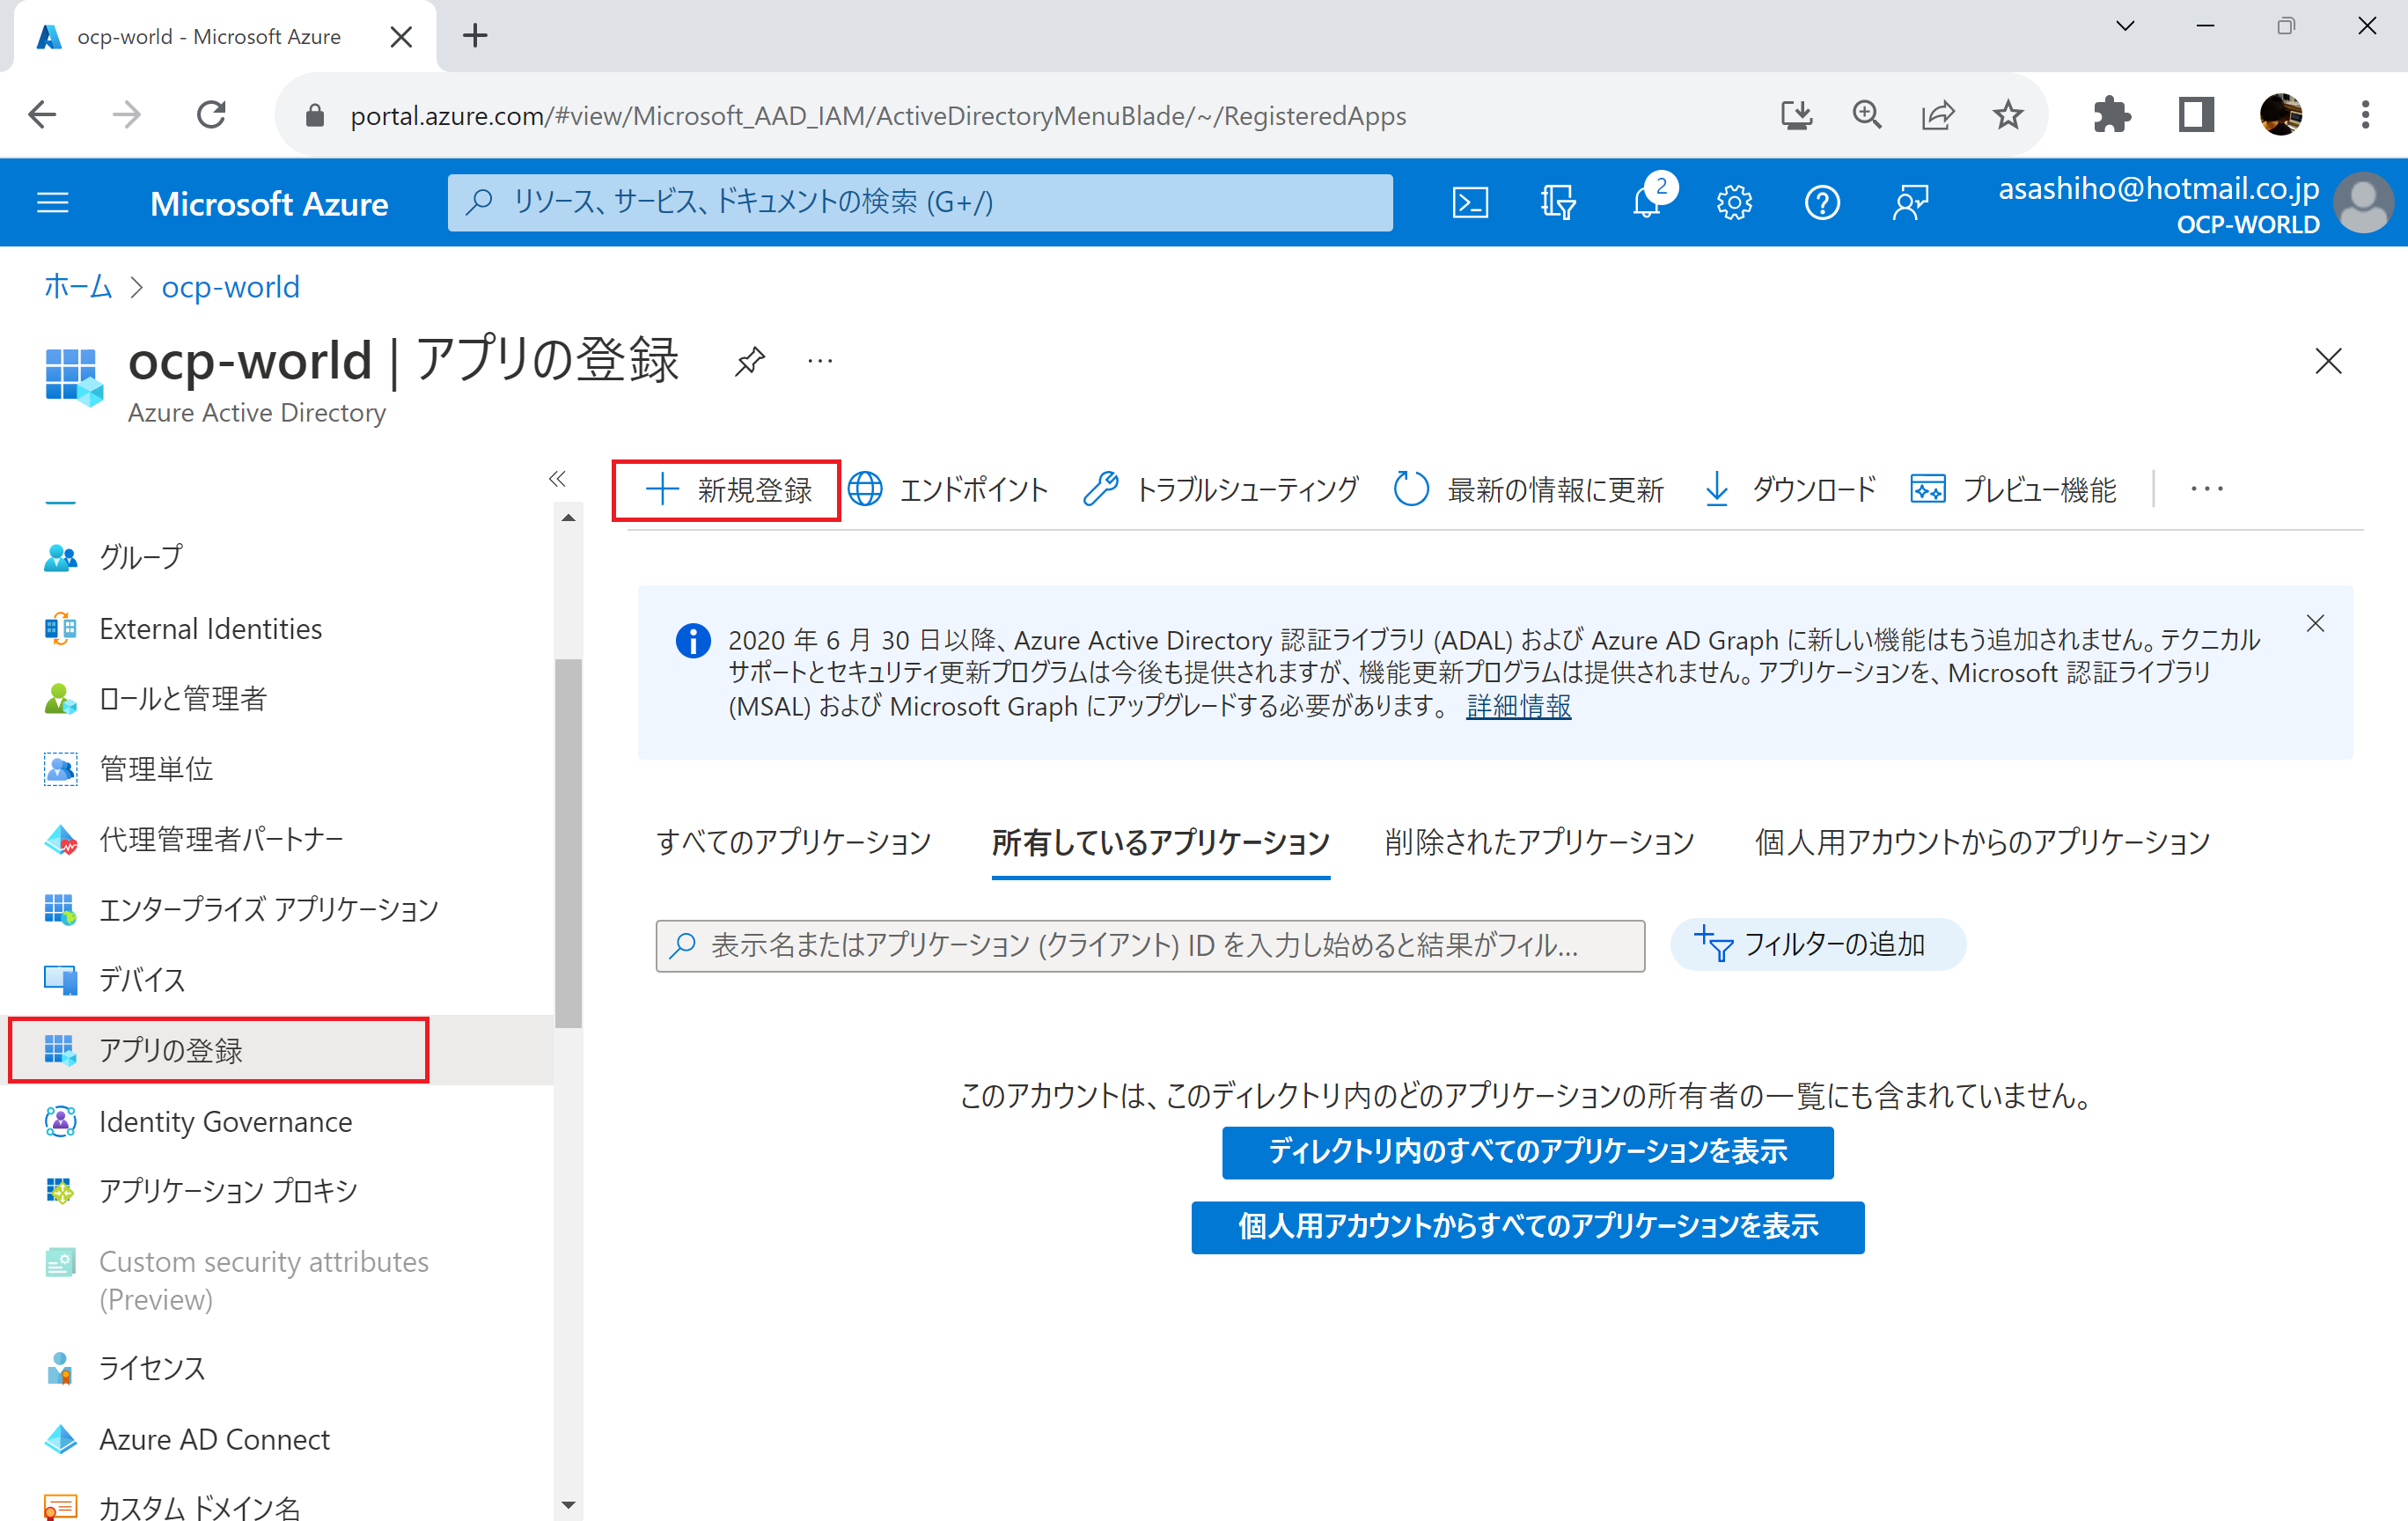 ocp-world - Microsoft Azure
portal.azure.com/#view/Microsoft_AAD_IAM/ActiveDirectoryMenuBlade/~/RegisteredApps
Microsoft Azure
リソース、サービス、ドキュメントの検索 (G+/)
2
asashiho@hotmail.co.jp
OCP-WORLD
ホーム > ocp-world
ocp-world | アプリの登録
Azure Active Directory
グループ
External Identities
ロールと管理者
管理単位
代理管理者パートナー
エンタープライズ アプリケーション
デバイス
アプリの登録
Identity Governance
アプリケーション プロキシ
Custom security attributes
(Preview)
ライセンス
Azure AD Connect
カスタム ドメイン名
新規登録
エンドポイント
トラブルシューティング
最新の情報に更新
ダウンロード
プレビュー機能
2020 年 6 月 30 日以降、Azure Active Directory 認証ライブラリ (ADAL) および Azure AD Graph に新しい機能はもう追加されません。テクニカル
サポートとセキュリティ更新プログラムは今後も提供されますが、機能更新プログラムは提供されません。アプリケーションを、Microsoft 認証ライブラリ
(MSAL) および Microsoft Graph にアップグレードする必要があります。 詳細情報
すべてのアプリケーション
所有しているアプリケーション
削除されたアプリケーション
個人用アカウントからのアプリケーション
表示名またはアプリケーション (クライアント) ID を入力し始めると結果がフィル...
フィルターの追加
このアカウントは、このディレクトリ内のどのアプリケーションの所有者の一覧にも含まれていません。
ディレクトリ内のすべてのアプリケーションを表示
個人用アカウントからすべてのアプリケーションを表示